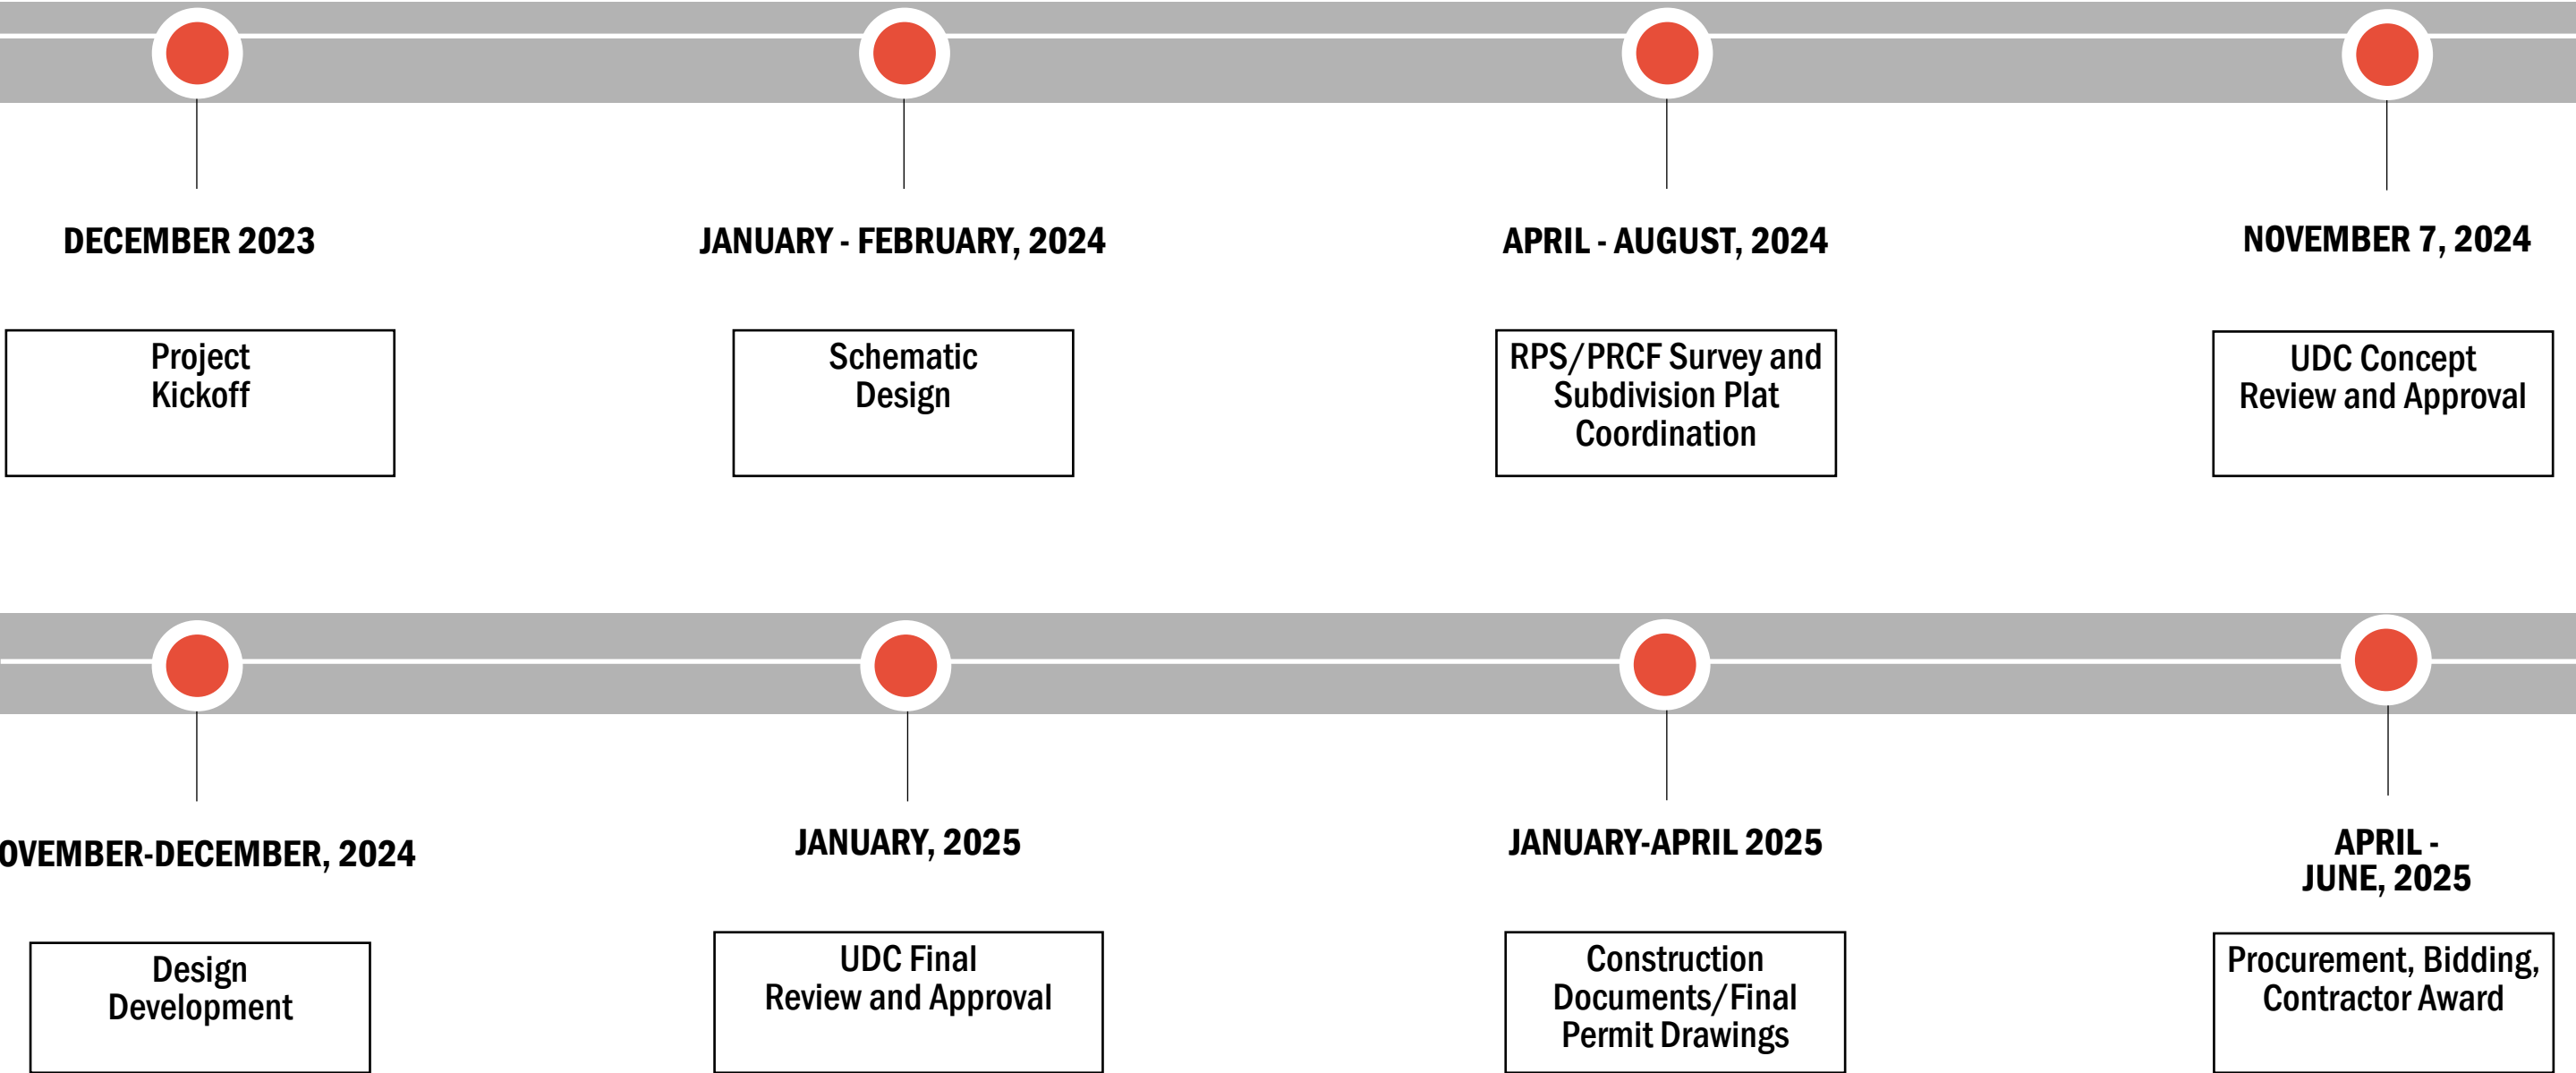 DECEMBER 2023
JANUARY - FEBRUARY, 2024
APRIL - AUGUST, 2024
NOVEMBER 7, 2024
Project
Kickoff
Schematic
Design
RPS/PRCF Survey and
Subdivision Plat
Coordination
UDC Concept
Review and Approval
OVEMBER-DECEMBER, 2024
JANUARY, 2025
JANUARY-APRIL 2025
APRIL -
JUNE, 2025
Design
Development
UDC Final
Review and Approval
Construction
Documents/Final
Permit Drawings
Procurement, Bidding,
Contractor Award